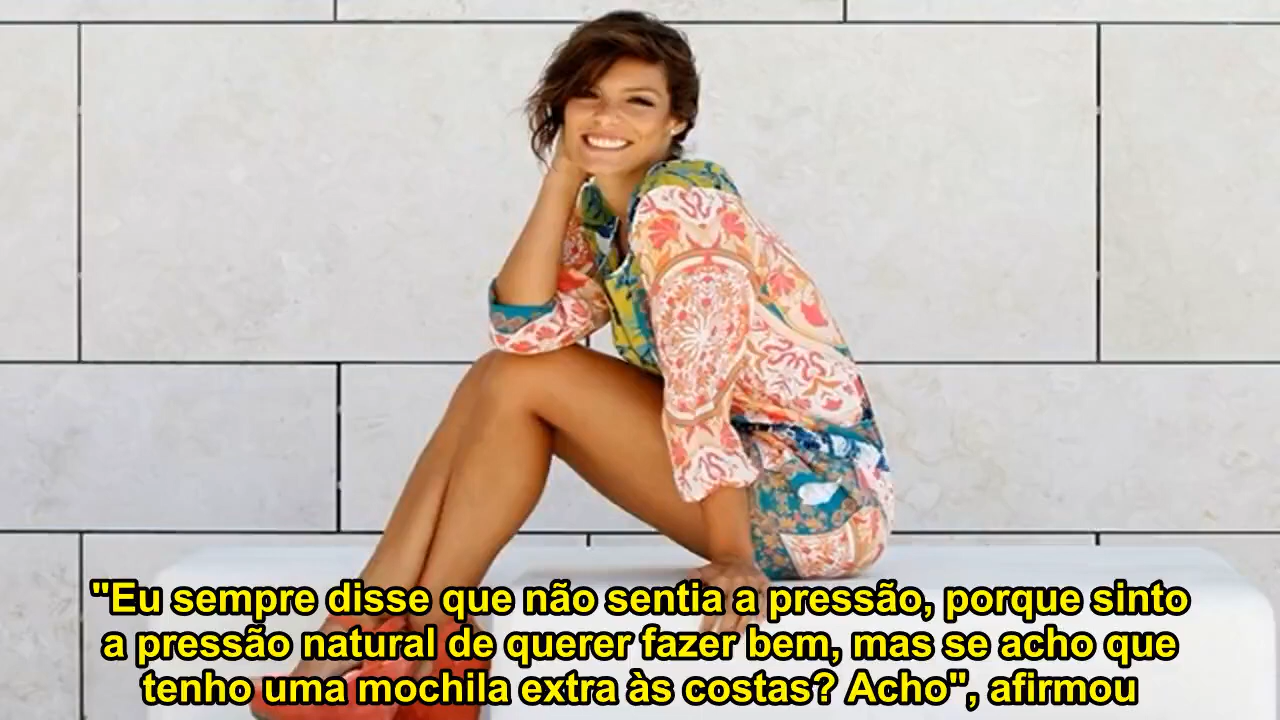 "Eu sempre disse que não sentia a pressão, porque sinto
a pressão natural de querer fazer bem, mas se acho que
tenho uma mochila extra às costas? Acho", afirmou